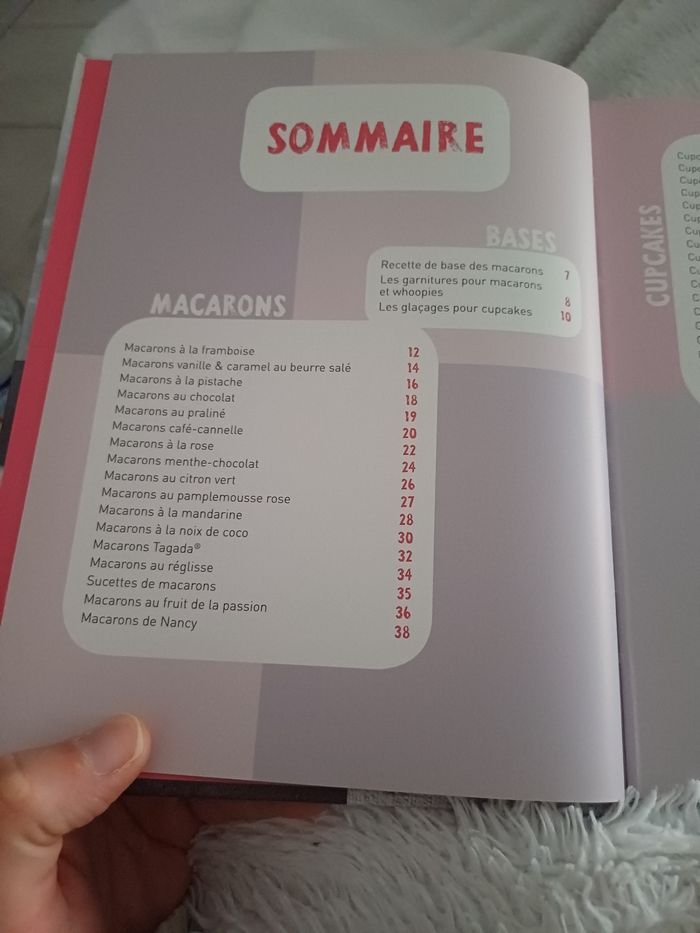 SOMMAIRE
BASES
Recette de base des macarons 7
Les garnitures pour macarons
et whoopies 8
Les glaçages pour cupcakes 10
MACARONS
Macarons à la framboise 12
Macarons vanille & caramel au beurre salé 14
Macarons à la pistache 16
Macarons au chocolat 18
Macarons au praliné 19
Macarons café-cannelle 20
Macarons à la rose 22
Macarons menthe-chocolat 24
Macarons au citron vert 26
Macarons au pamplemousse rose 27
Macarons à la mandarine 28
Macarons à la noix de coco 30
Macarons Tagada® 32
Macarons au réglisse 34
Sucettes de macarons 35
Macarons au fruit de la passion 36
Macarons de Nancy 38
CUPCAKES